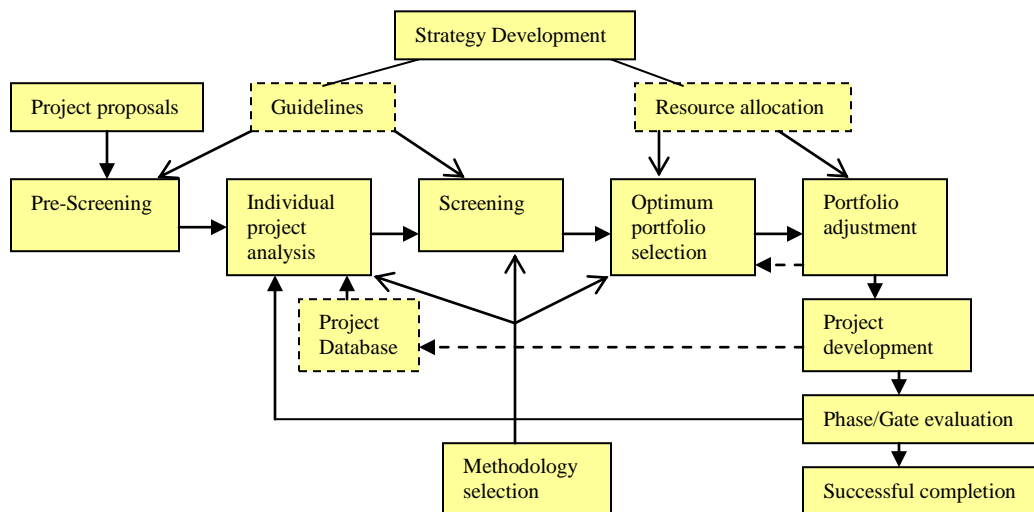 Strategy Development
Project proposals
Guidelines
Resource allocation
Pre-Screening
Individual
project
analysis
Screening
Optimum
portfolio
selection
Portfolio
adjustment
Project
Database
Project
development
Phase/Gate evaluation
Methodology
selection
Successful completion